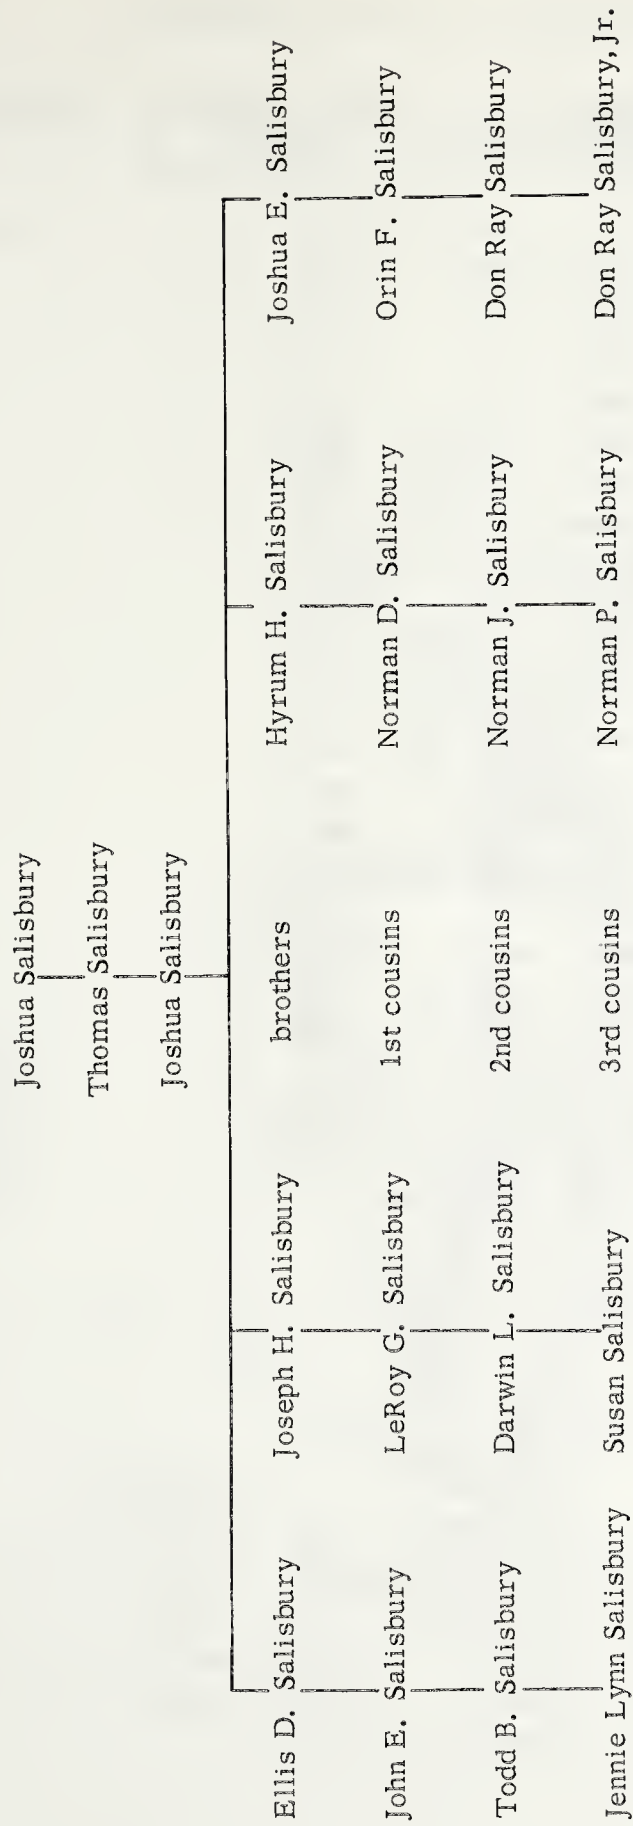 Joshua Salisbury
Thomas Salisbury
Joshua Salisbury
Ellis D. Salisbury Joseph H. Salisbury brothers Hyrum H. Salisbury Joshua E. Salisbury
John E. Salisbury LeRoy G. Salisbury 1st cousins Norman D. Salisbury Orin F. Salisbury
Todd B. Salisbury Darwin L. Salisbury 2nd cousins Norman J. Salisbury Don Ray Salisbury
Jennie Lynn Salisbury Susan Salisbury 3rd cousins Norman P. Salisbury Don Ray Salisbury, Jr.